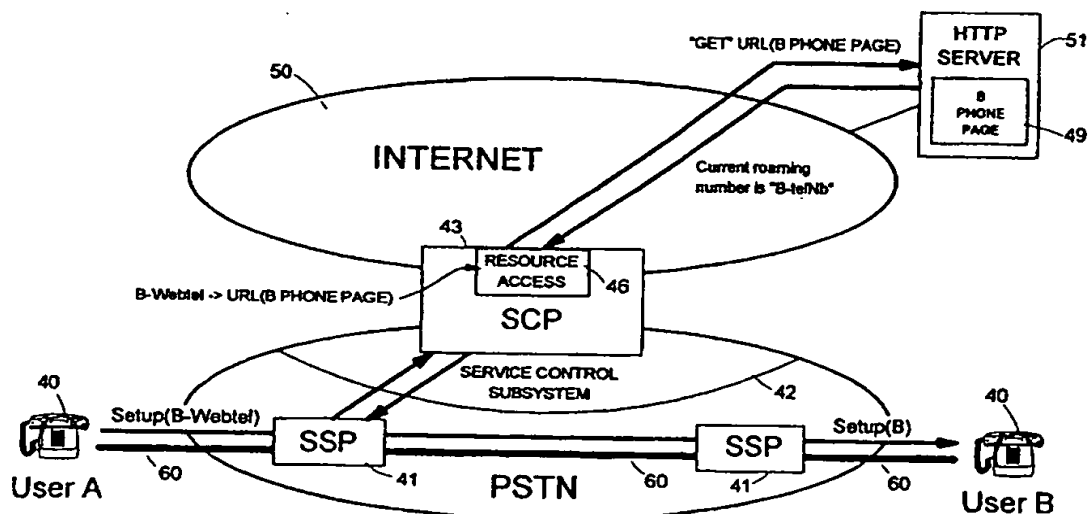 "GET" URL(B PHONE PAGE)
HTTP
SERVER
51
B
PHONE
PAGE
49
50
INTERNET
Current roaming
number is "B-telNb"
43
RESOURCE
ACCESS
46
B-Webtel -> URL(B PHONE PAGE)
SCP
SERVICE CONTROL
SUBSYSTEM
42
40
Setup(B-Webtel)
SSP
SSP
Setup(B)
40
60
41
60
41
60
User A
PSTN
User B